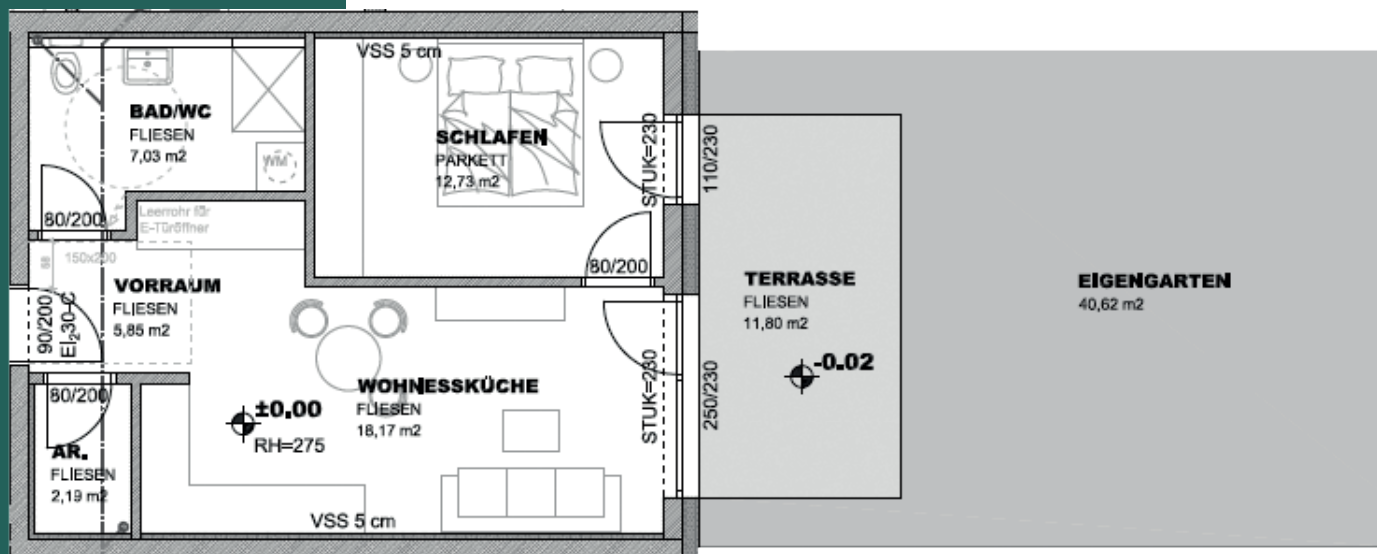 VSS 5 cm
BAD/WC
FLIESEN
7,03 m2
WM
80/200
SCHLAFEN
PARKETT
12,73 m2
STUK=230
110/230
80/200
Leerrohr für
E-Türöffner
150x200
88
VORRAUM
FLIESEN
5,85 m2
90/200
EI₂30-C
80/200
AR.
FLIESEN
2,19 m2
±0.00
RH=275
WOHNESSKÜCHE
FLIESEN
18,17 m2
VSS 5 cm
STUK=230
250/230
TERRASSE
FLIESEN
11,80 m2
-0.02
EIGENGARTEN
40,62 m2